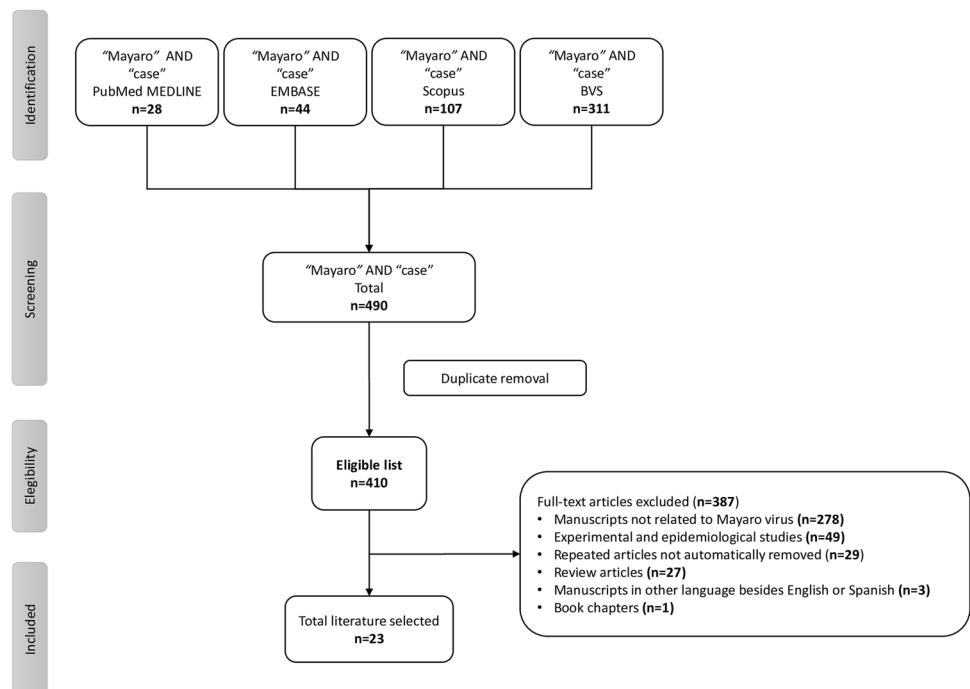 Identification
“Mayaro” AND
“case”
PubMed MEDLINE
n=28
“Mayaro” AND
“case”
EMBASE
n=44
“Mayaro” AND
“case”
Scopus
n=107
“Mayaro” AND
“case”
BVS
n=311
Screening
“Mayaro” AND “case”
Total
n=490
Duplicate removal
Elegibility
Eligible list
n=410
Full-text articles excluded (n=387)
• Manuscripts not related to Mayaro virus (n=278)
• Experimental and epidemiological studies (n=49)
• Repeated articles not automatically removed (n=29)
• Review articles (n=27)
• Manuscripts in other language besides English or Spanish (n=3)
• Book chapters (n=1)
Included
Total literature selected
n=23